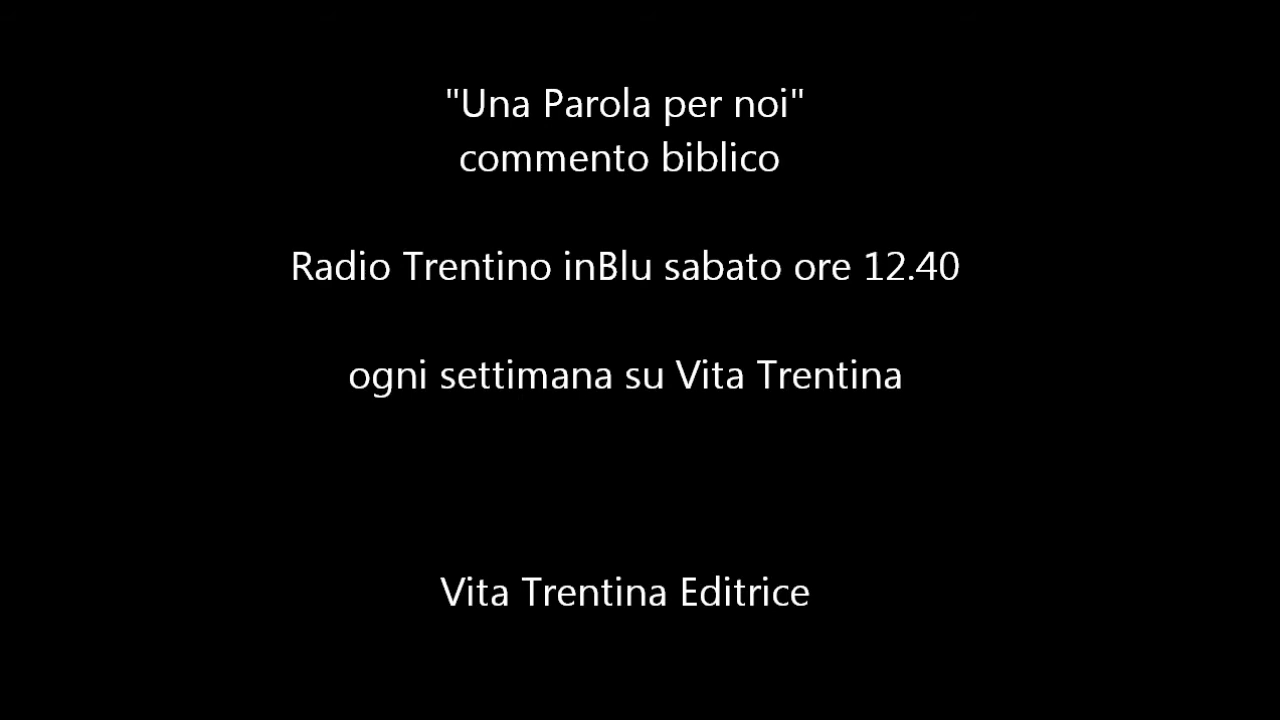 "Una Parola per noi"
commento biblico
Radio Trentino inBlu sabato ore 12.40
ogni settimana su Vita Trentina
Vita Trentina Editrice